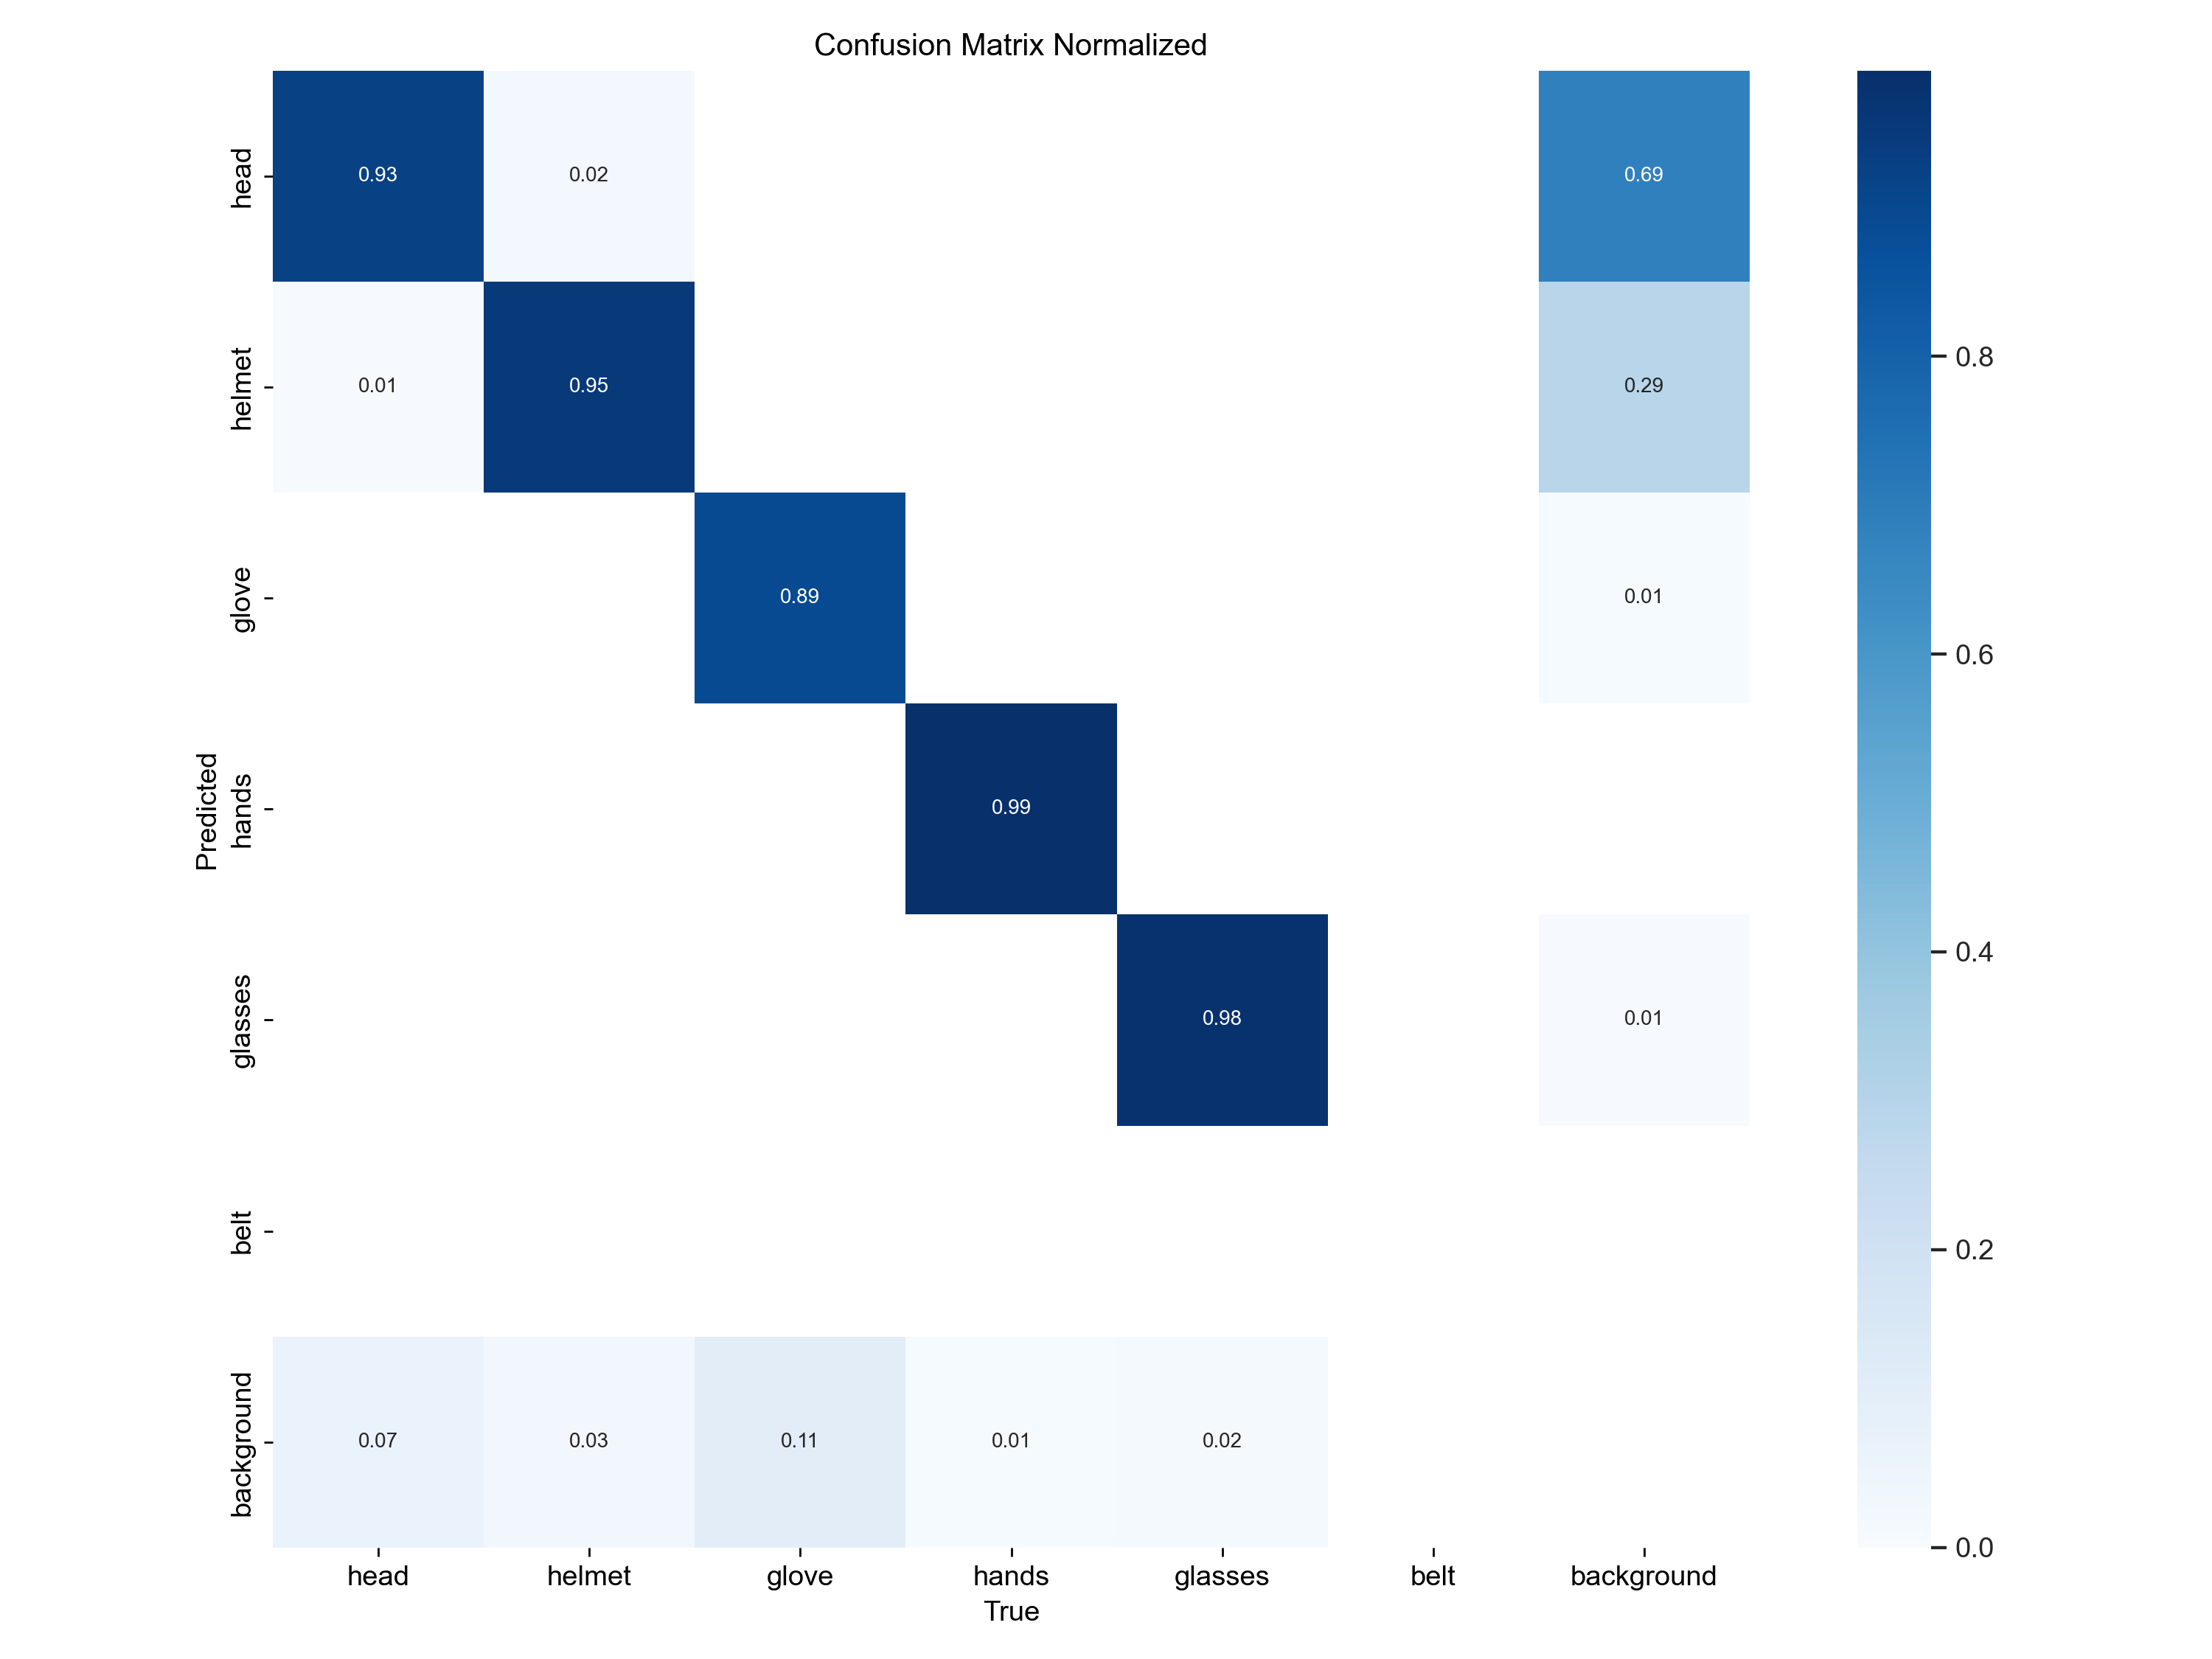 Confusion Matrix Normalized
head
0.93
0.02
0.69
helmet
0.01
0.95
0.29
glove
0.89
0.01
Predicted
hands
0.99
glasses
0.98
0.01
belt
background
0.07
0.03
0.11
0.01
0.02
head
helmet
glove
hands
glasses
belt
background
True
0.8
0.6
0.4
0.2
0.0